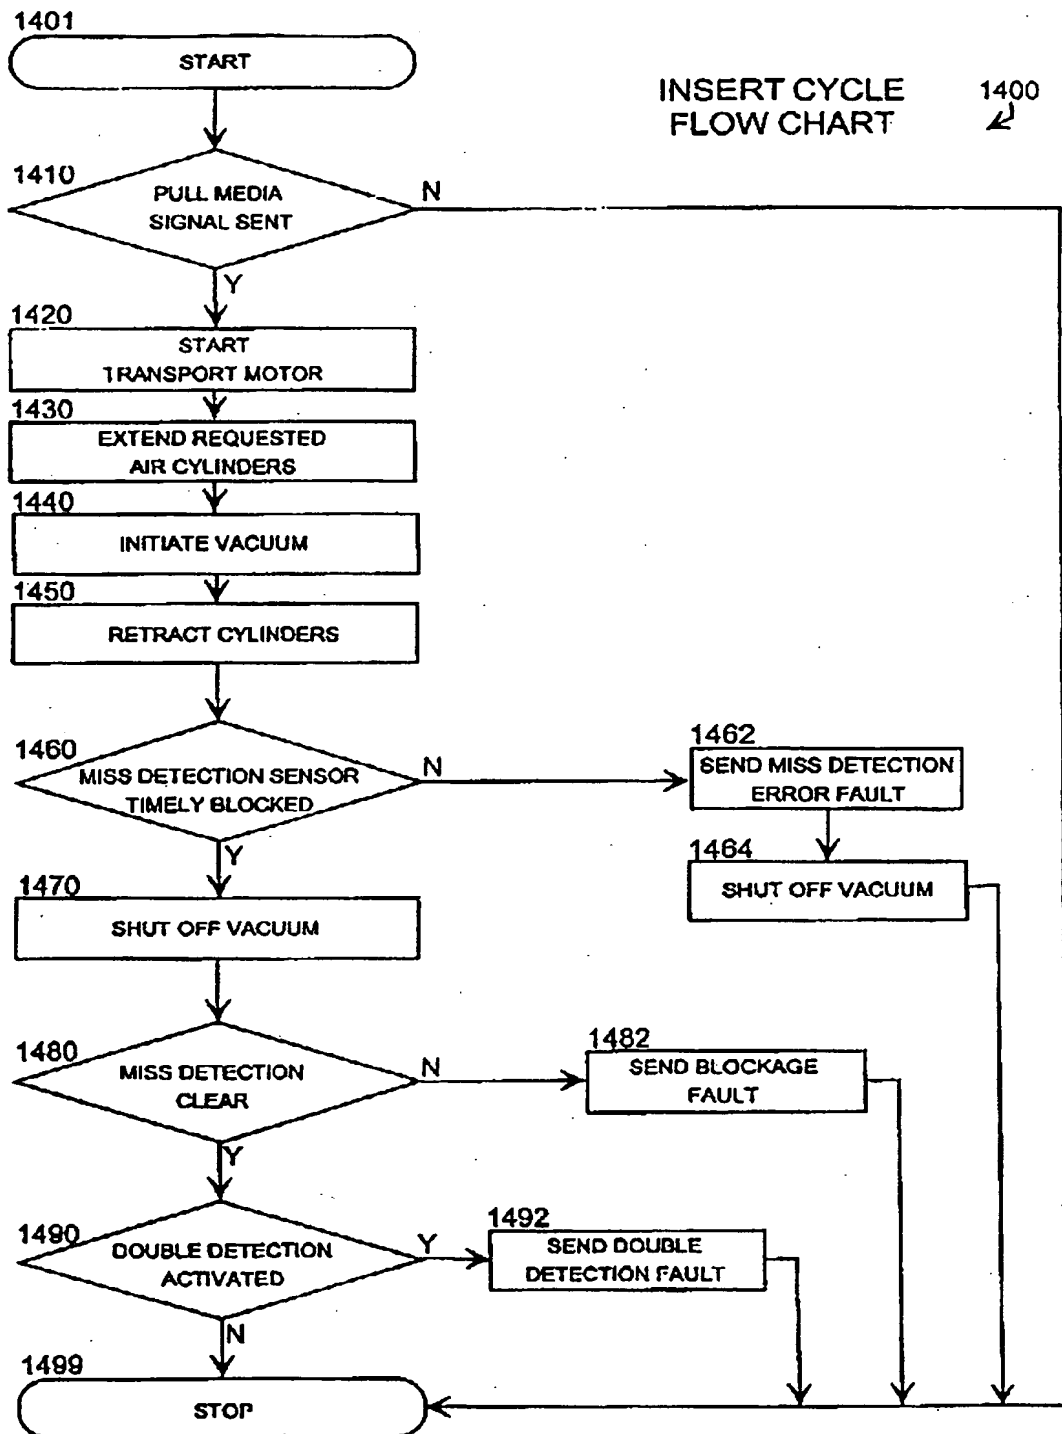 1401
START
INSERT CYCLE
FLOW CHART
1400
1410
PULL MEDIA
SIGNAL SENT
N
Y
1420
START
TRANSPORT MOTOR
1430
EXTEND REQUESTED
AIR CYLINDERS
1440
INITIATE VACUUM
1450
RETRACT CYLINDERS
1460
MISS DETECTION SENSOR
TIMELY BLOCKED
N
1462
SEND MISS DETECTION
ERROR FAULT
Y
1464
SHUT OFF VACUUM
1470
SHUT OFF VACUUM
1480
MISS DETECTION
CLEAR
N
1482
SEND BLOCKAGE
FAULT
Y
1490
DOUBLE DETECTION
ACTIVATED
Y
1492
SEND DOUBLE
DETECTION FAULT
N
1499
STOP